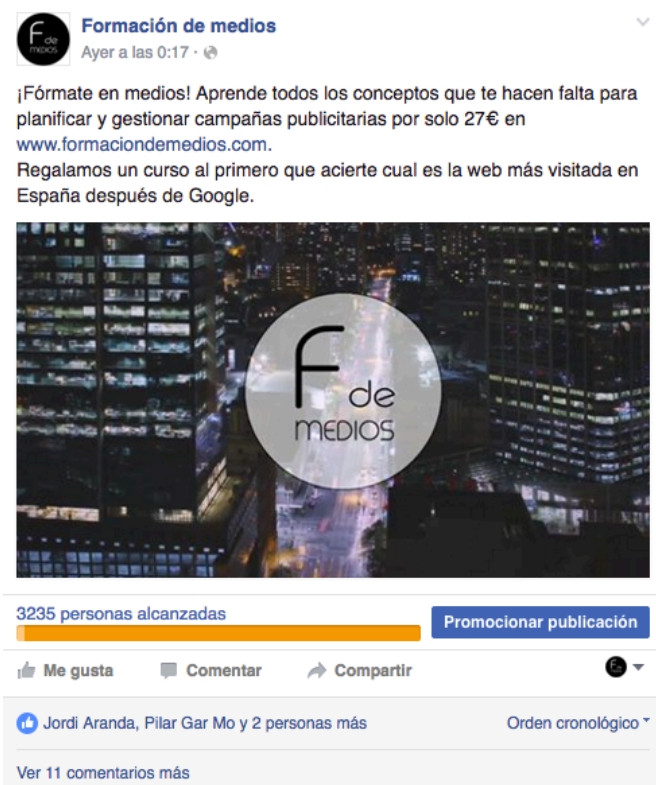 F de MEDIOS
Formación de medios
Ayer a las 0:17 ·
¡Fórmate en medios! Aprende todos los conceptos que te hacen falta para
planificar y gestionar campañas publicitarias por solo 27€ en
www.formaciondemedios.com.
Regalamos un curso al primero que acierte cual es la web más visitada en
España después de Google.
F
de
MEDIOS
3235 personas alcanzadas
Promocionar publicación
Me gusta Comentar Compartir
Jordi Aranda, Pilar Gar Mo y 2 personas más Orden cronológico
Ver 11 comentarios más